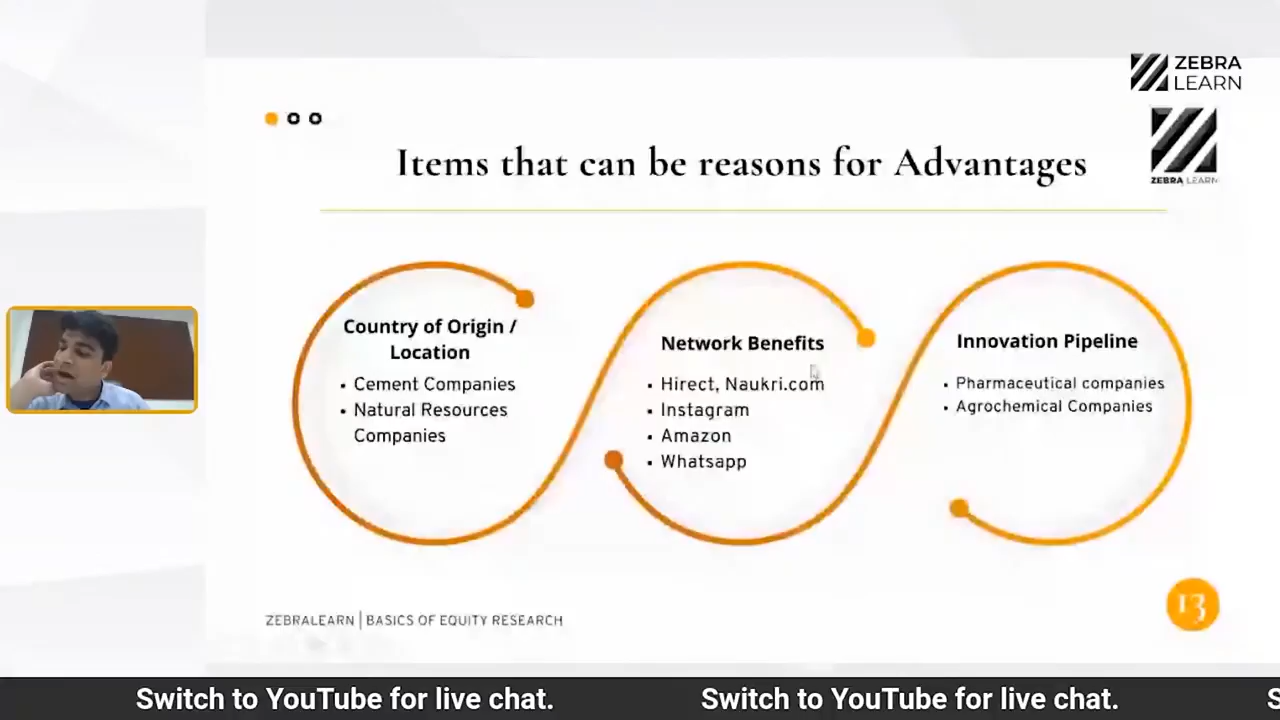 ZEBRA
LEARN
ZEBRA LEARN
Items that can be reasons for Advantages
Country of Origin /
Location
• Cement Companies
• Natural Resources
Companies
Network Benefits
• Hirect, Naukri.com
• Instagram
• Amazon
• Whatsapp
Innovation Pipeline
• Pharmaceutical companies
• Agrochemical Companies
ZEBRALEARN | BASICS OF EQUITY RESEARCH
13
Switch to YouTube for live chat. Switch to YouTube for live chat. S